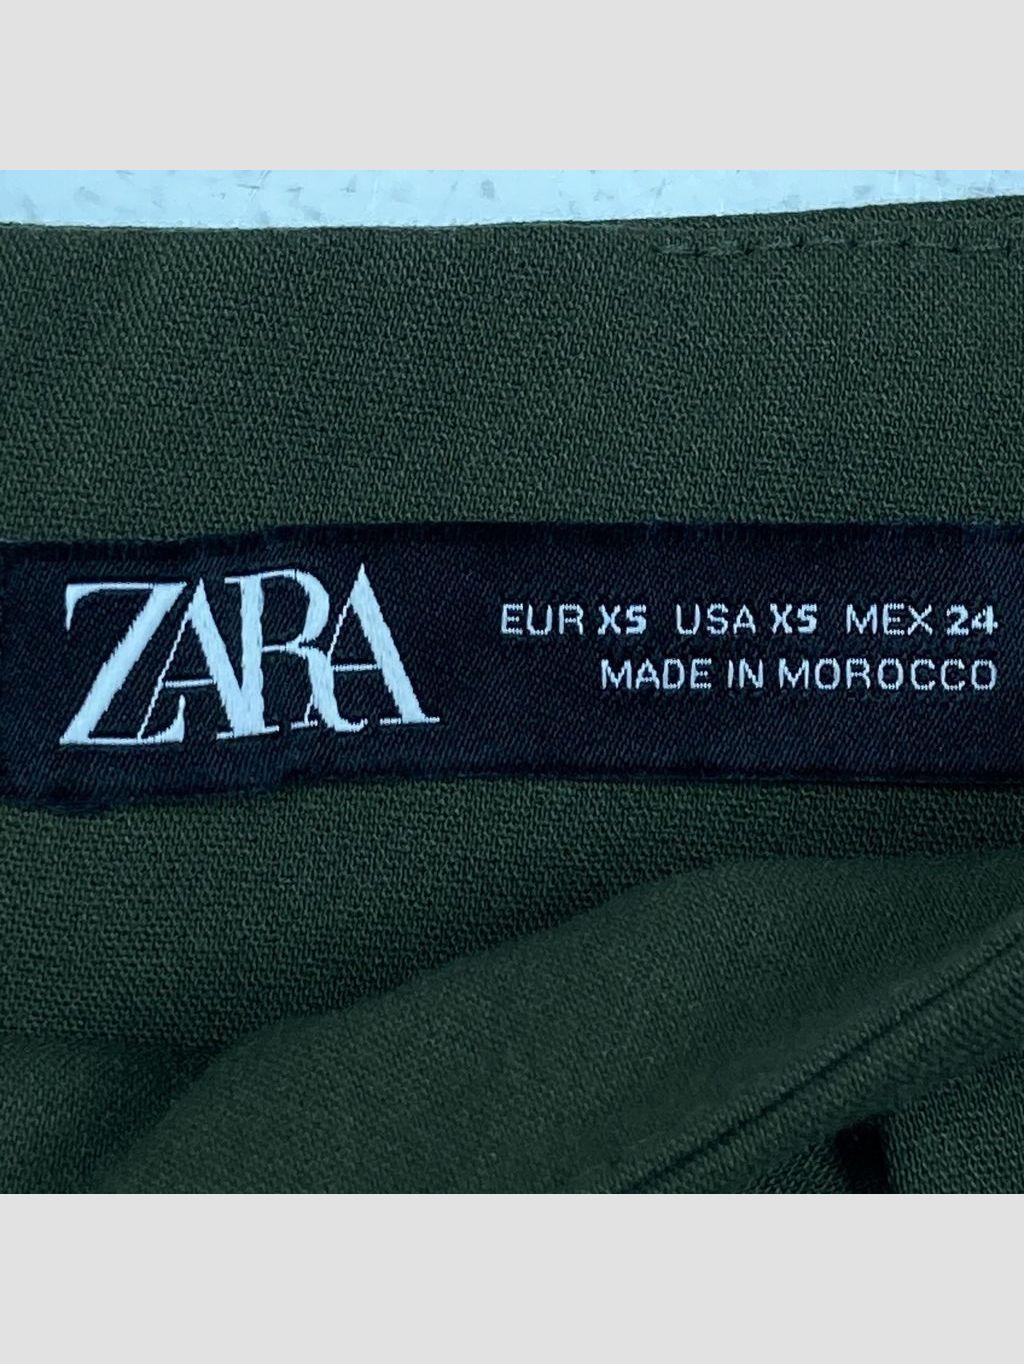 ZARA
EUR XS USA XS MEX 24
MADE IN MOROCCO